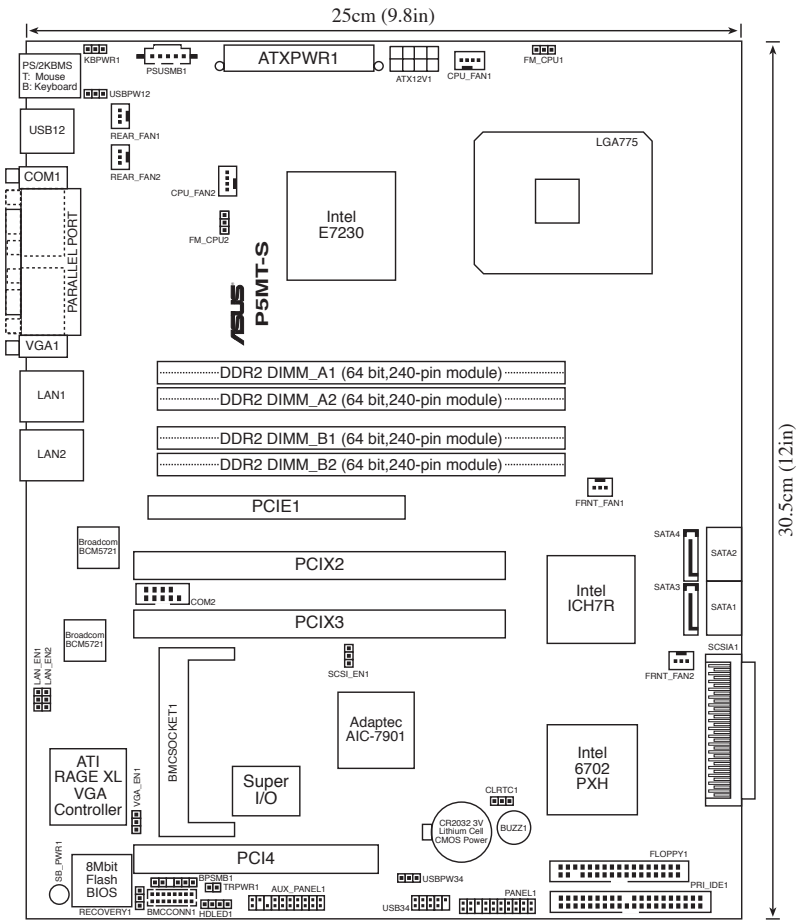 25cm (9.8in)
PS/2KBMS
T: Mouse
B: Keyboard
KBPWR1
PSUSMB1
ATXPWR1
ATX12V1
CPU_FAN1
FM_CPU1
USBPW12
USB12
REAR_FAN1
REAR_FAN2
LGA775
COM1
CPU_FAN2
Intel
E7230
FM_CPU2
PARALLEL PORT
ASUS
P5MT-S
VGA1
LAN1
DDR2 DIMM_A1 (64 bit,240-pin module)
DDR2 DIMM_A2 (64 bit,240-pin module)
LAN2
DDR2 DIMM_B1 (64 bit,240-pin module)
DDR2 DIMM_B2 (64 bit,240-pin module)
30.5cm (12in)
FRNT_FAN1
PCIE1
Broadcom
BCM5721
PCIX2
SATA4
SATA2
COM2
Intel
ICH7R
SATA3
SATA1
PCIX3
Broadcom
BCM5721
LAN_EN1
LAN_EN2
SCSI_EN1
FRNT_FAN2
SCSIA1
BMCSOCKET1
Adaptec
AIC-7901
Intel
6702
PXH
ATI
RAGE XL
VGA
Controller
VGA_EN1
Super
I/O
CLRTC1
CR2032 3V
Lithium Cell
CMOS Power
BUZZ1
PCI4
SB_PWR1
8Mbit
Flash
BIOS
RECOVERY1
BPSMB1
TRPWR1
BMCCONN1
HDLED1
AUX_PANEL1
USBPW34
USB34
PANEL1
FLOPPY1
PRI_IDE1